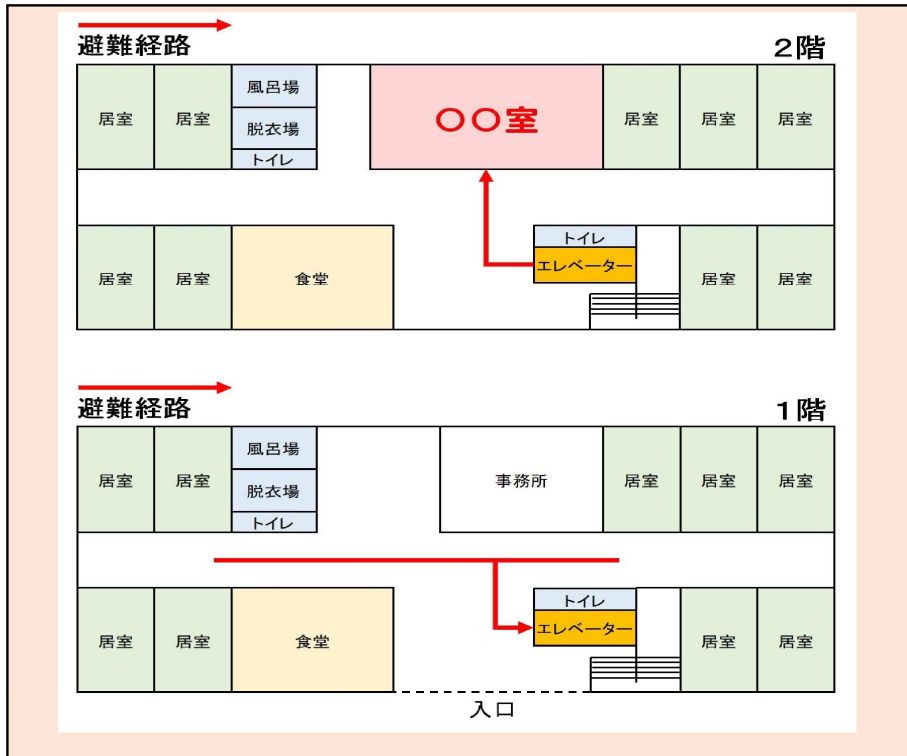 避難経路
2階
居室
居室
風呂場
脱衣場
トイレ
〇〇室
居室
居室
居室
居室
居室
食堂
トイレ
エレベーター
居室
居室
避難経路
1階
居室
居室
風呂場
脱衣場
トイレ
事務所
居室
居室
居室
居室
居室
食堂
トイレ
エレベーター
居室
居室
入口